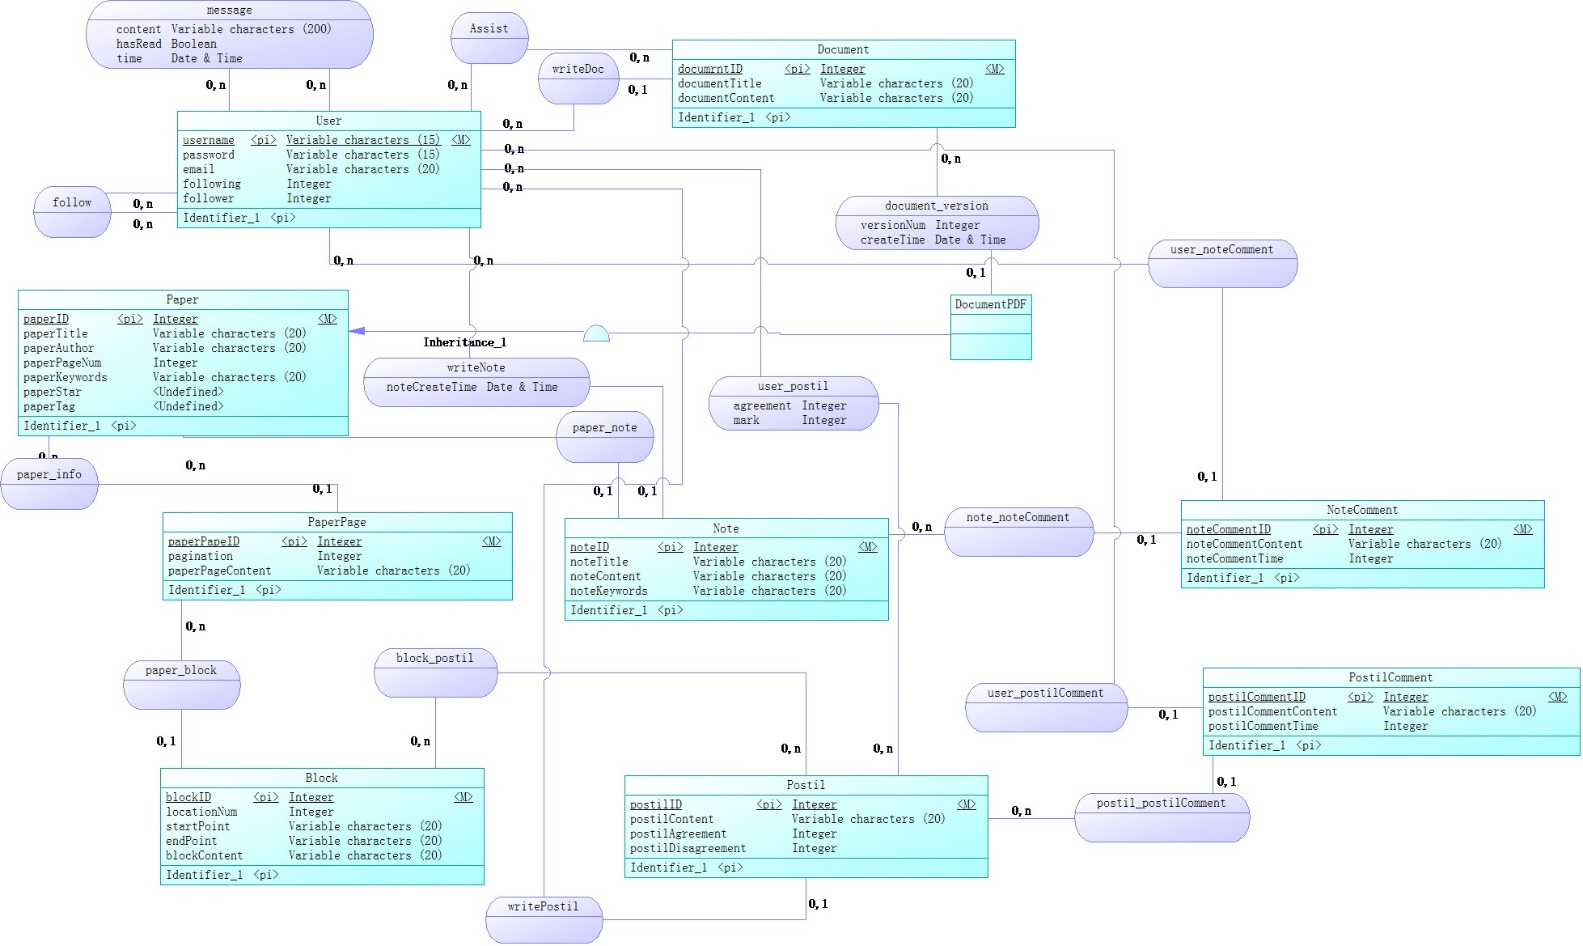 message
content Variable characters (200)
hasRead Boolean
time Date & Time
0,n
0,n
Assist
0,n
0,n
writeDoc
0,1
0,n
Document
documrntID <pi> Integer <M>
documentTitle Variable characters (20)
documentContent Variable characters (20)
Identifier_1 <pi>
User
username <pi> Variable characters (15) <M>
password Variable characters (15)
email Variable characters (20)
following Integer
follower Integer
Identifier_1 <pi>
0,n
0,n
0,n
0,n
follow
0,n
0,n
document_version
versionNum Integer
createTime Date & Time
0,1
user_noteComment
0,n
0,n
DocumentPDF
Paper
paperID <pi> Integer <M>
paperTitle Variable characters (20)
paperAuthor Variable characters (20)
paperPageNum Integer
paperKeywords Variable characters (20)
paperStar <Undefined>
paperTag <Undefined>
Identifier_1 <pi>
Inheritance_1
writeNote
noteCreateTime Date & Time
user_postil
agreement Integer
mark Integer
paper_note
0,n
paper_info
0,n
0,1
0,1
0,1
0,1
PaperPage
paperPapeID <pi> Integer <M>
pagination Integer
paperPageContent Variable characters (20)
Identifier_1 <pi>
Note
noteID <pi> Integer <M>
noteTitle Variable characters (20)
noteContent Variable characters (20)
noteKeywords Variable characters (20)
Identifier_1 <pi>
0,n
note_noteComment
0,1
NoteComment
noteCommentID <pi> Integer <M>
noteCommentContent Variable characters (20)
noteCommentTime Integer
Identifier_1 <pi>
0,n
paper_block
0,1
block_postil
0,n
0,n
0,n
user_postilComment
0,1
PostilComment
postilCommentID <pi> Integer <M>
postilCommentContent Variable characters (20)
postilCommentTime Integer
Identifier_1 <pi>
0,1
Block
blockID <pi> Integer <M>
locationNum Integer
startPoint Variable characters (20)
endPoint Variable characters (20)
blockContent Variable characters (20)
Identifier_1 <pi>
Postil
postilID <pi> Integer <M>
postilContent Variable characters (20)
postilAgreement Integer
postilDisagreement Integer
Identifier_1 <pi>
0,n
postil_postilComment
writePostil
0,1